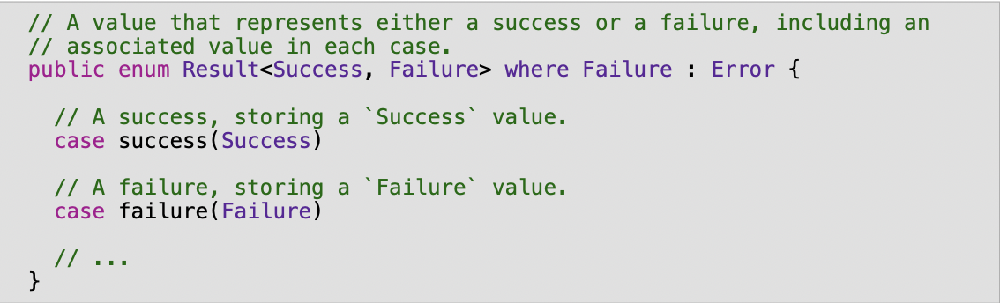 // A value that represents either a success or a failure, including an
// associated value in each case.
public enum Result<Success, Failure> where Failure : Error {
// A success, storing a `Success` value.
case success(Success)
// A failure, storing a `Failure` value.
case failure(Failure)
// ...
}